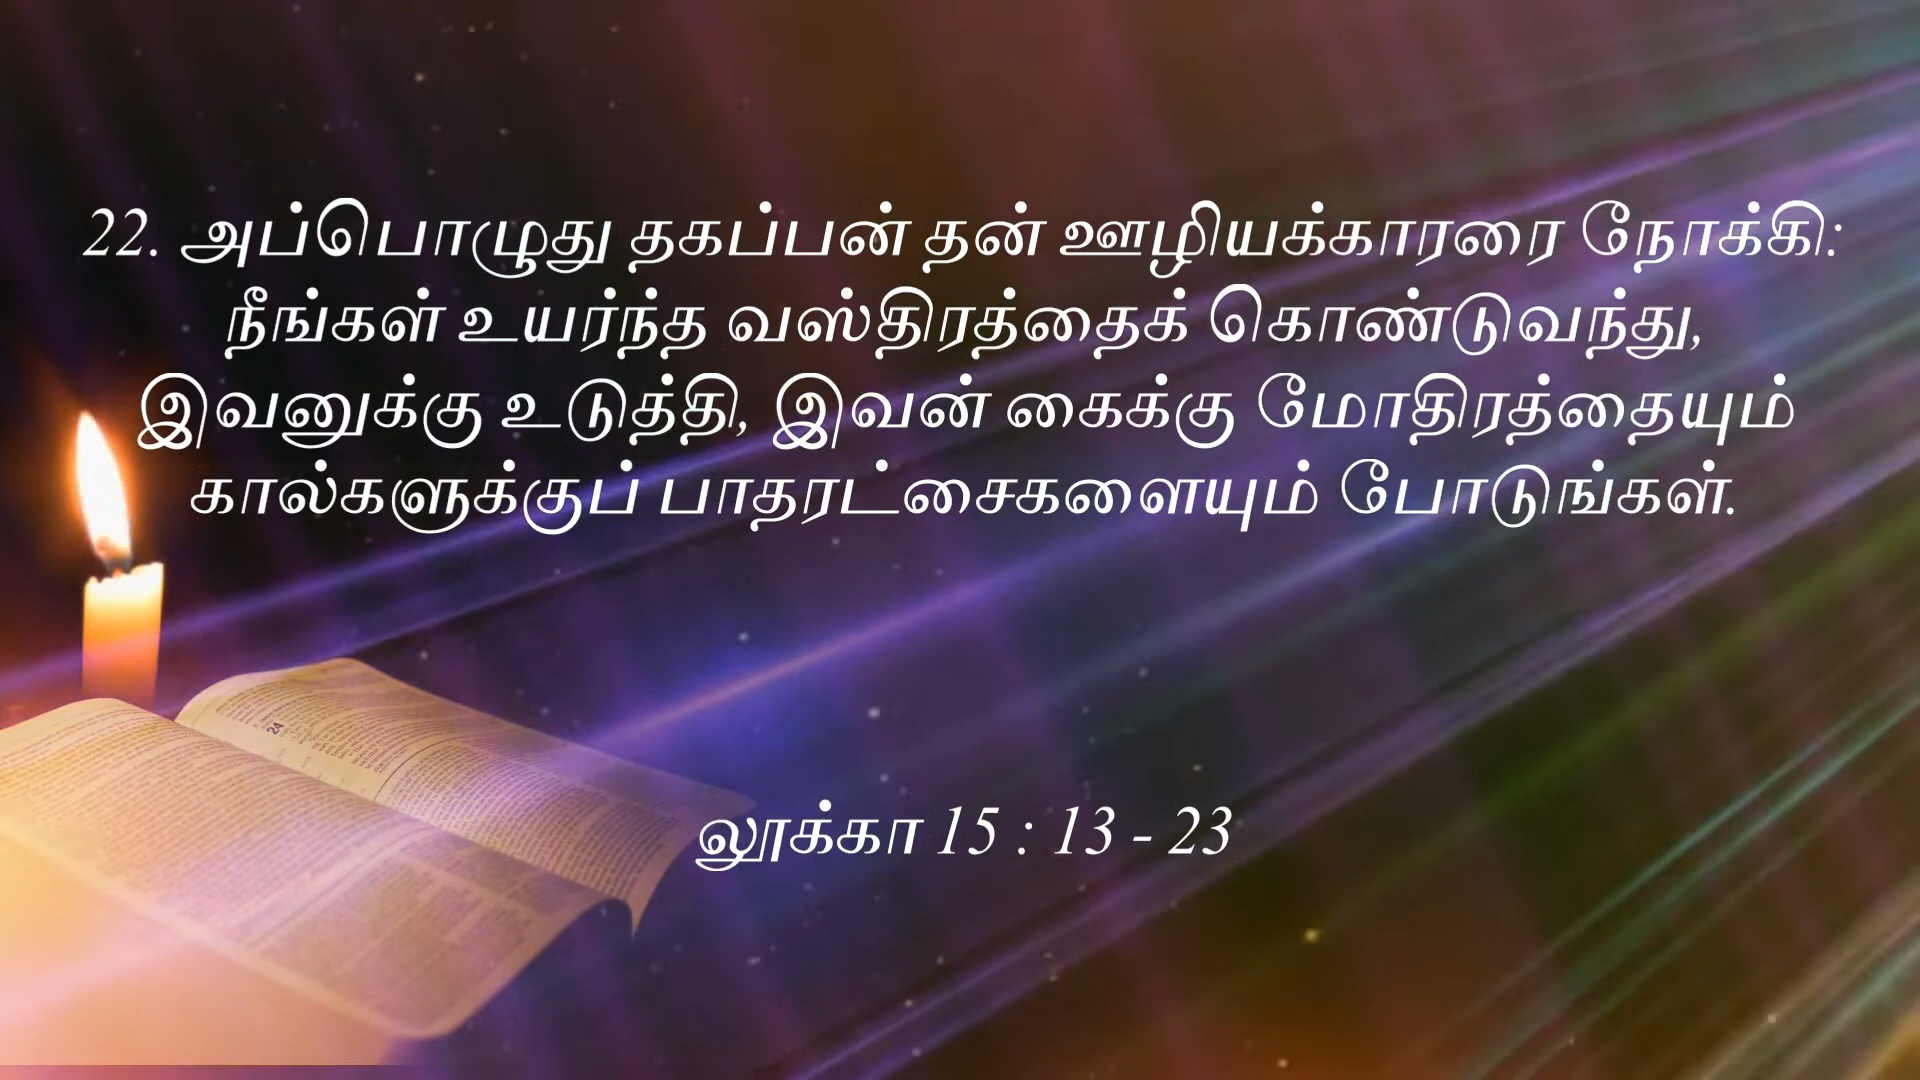 22. அப்பொழுது தகப்பன் தன் ஊழியக்காரரை நோக்கி:
நீங்கள் உயர்ந்த வஸ்திரத்தைக் கொண்டுவந்து,
இவனுக்கு உடுத்தி, இவன் கைக்கு மோதிரத்தையும்
கால்களுக்குப் பாதரட்சைகளையும் போடுங்கள்.
லூக்கா 15 : 13 - 23
24